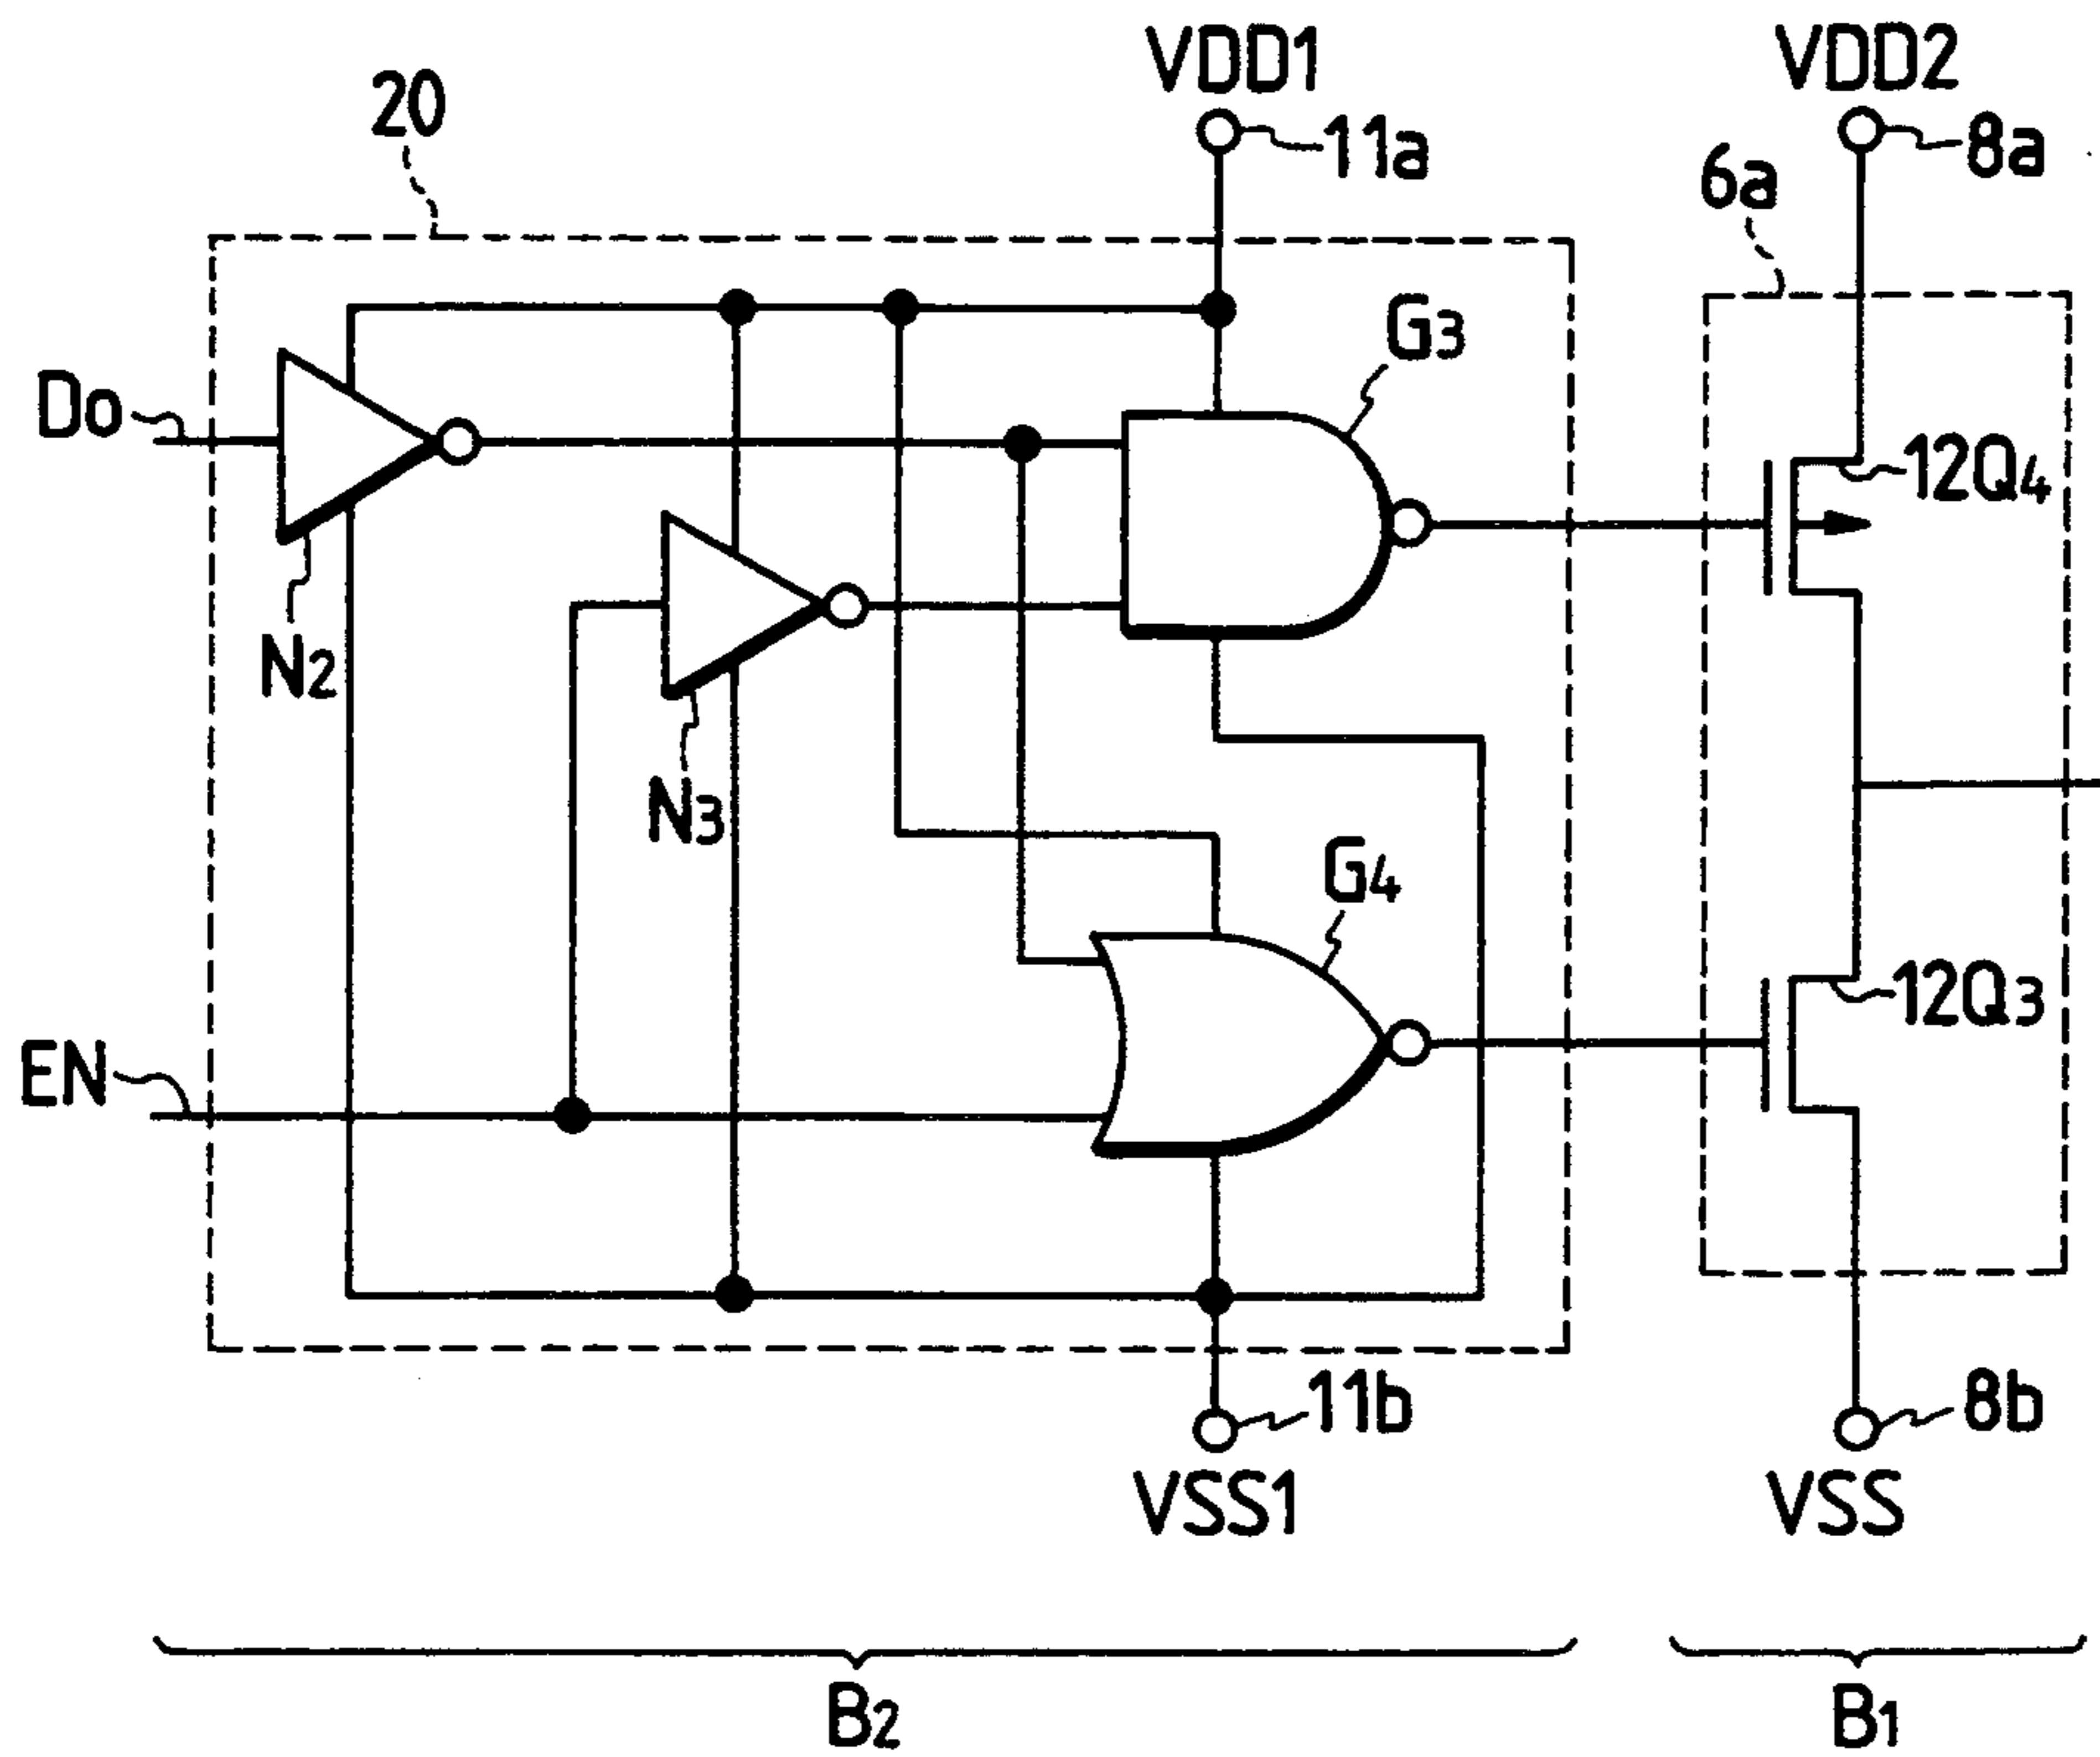 VDD1
VDD2
20
11a
8a
6a
G3
Do
12Q4
N2
N3
G4
12Q3
EN
11b
8b
VSS1
VSS
B2
B1